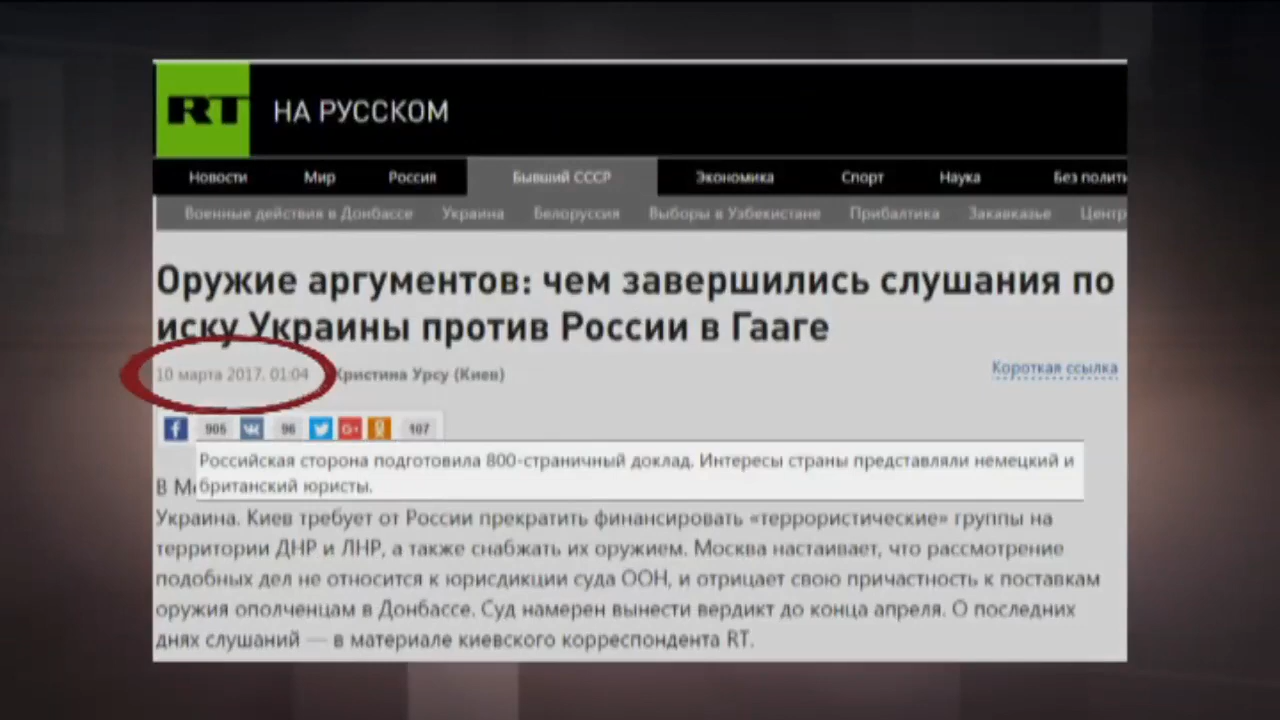 RT НА РУССКОМ
Новости Мир Россия Бывший СССР Экономика Спорт Наука Без полити
Военные действия в Донбассе Украина Белоруссия Выборы в Узбекистане Прибалтика Закавказье Центр
Оружие аргументов: чем завершились слушания по
иску Украины против России в Гааге
10 марта 2017, 01:04 Кристина Урсу (Киев) Короткая ссылка
905 96 G+ 107
Российская сторона подготовила 800-страничный доклад. Интересы страны представляли немецкий и
В М британский юристы.
Украина. Киев требует от России прекратить финансировать «террористические» группы на
территории ДНР и ЛНР, а также снабжать их оружием. Москва настаивает, что рассмотрение
подобных дел не относится к юрисдикции суда ООН, и отрицает свою причастность к поставкам
оружия ополченцам в Донбассе. Суд намерен вынести вердикт до конца апреля. О последних
днях слушаний — в материале киевского корреспондента RT.